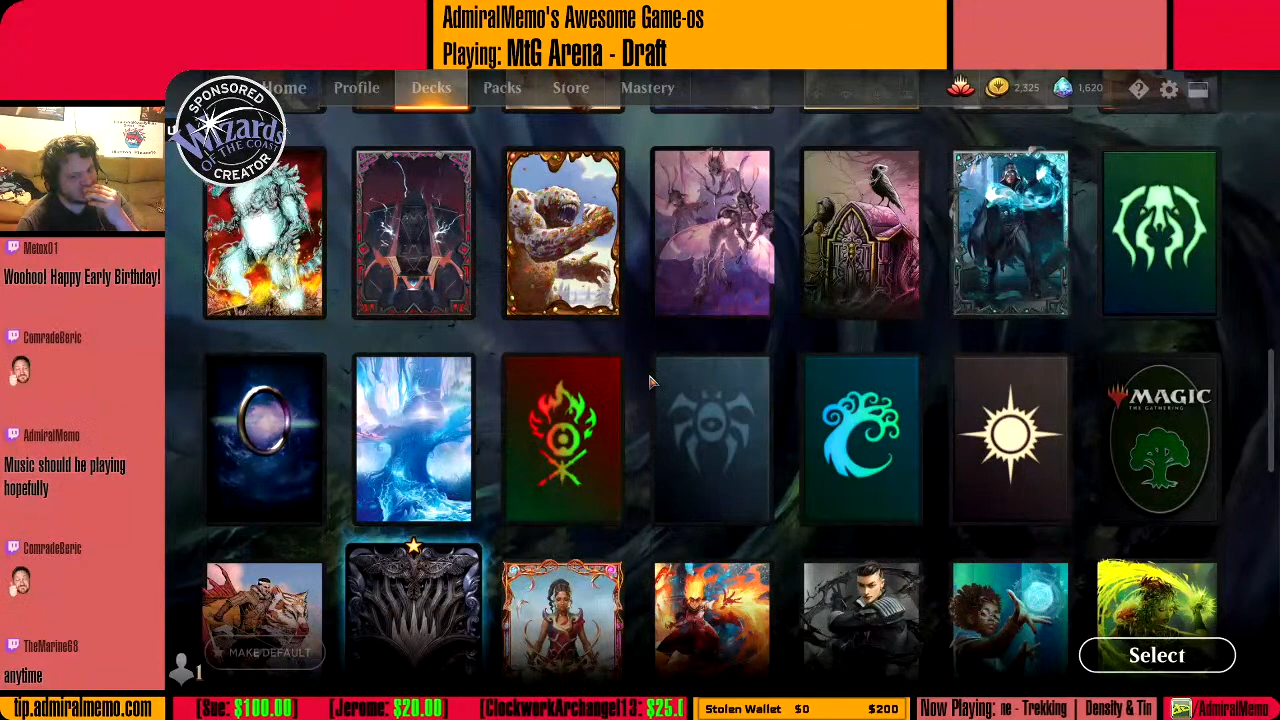 AdmiralMemo's Awesome Game-os
Playing: MtG Arena - Draft
Home Profile Decks Packs Store Mastery
2,325 1,620
SPONSORED
Wizards
OF THE COAST
CREATOR
Metox01
Woohoo! Happy Early Birthday!
ComradeBeric
AdmiralMemo
Music should be playing
hopefully
ComradeBeric
TheMarine68
anytime
MAGIC
THE GATHERING
MAKE DEFAULT
1
Select
tip.admiralmemo.com
[Sue: $100.00] [Jerome: $20.00] [ClockworkArchangel13: $25.
Stolen Wallet $0 $200
Now Playing: ne - Trekking | Density & Tin
/AdmiralMemo